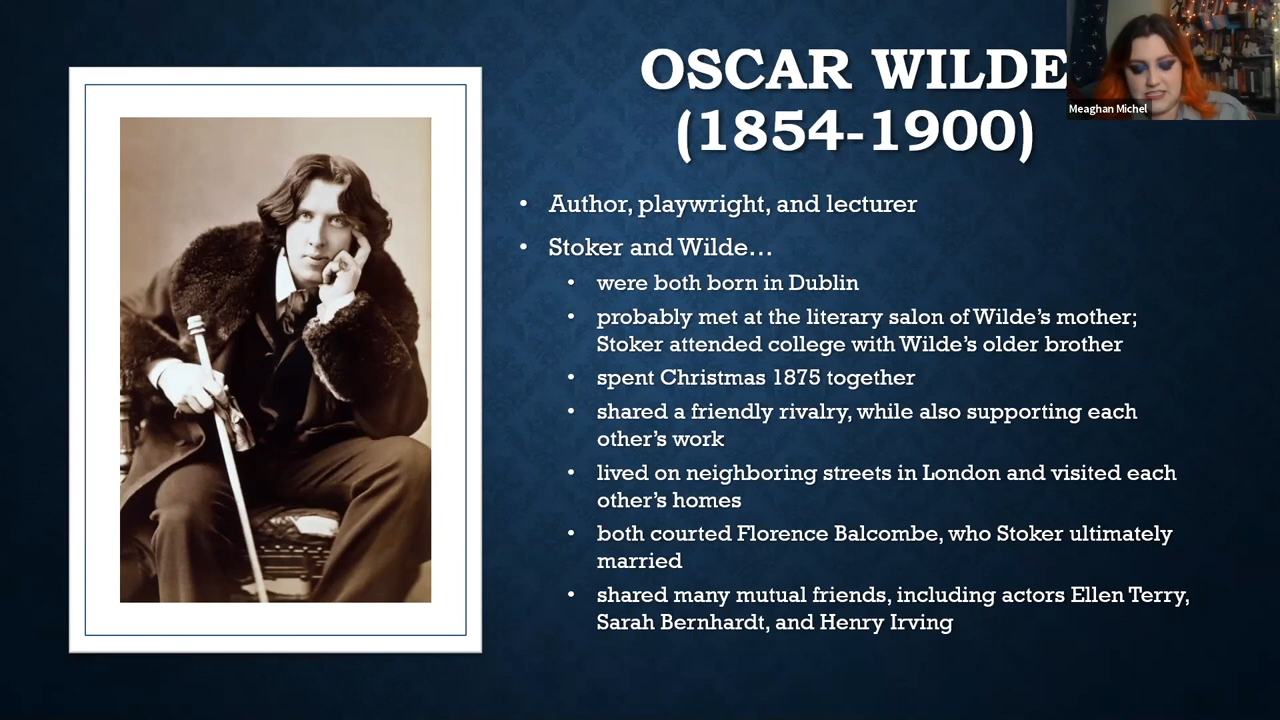 OSCAR WILDE
(1854-1900)
Meaghan Michel
• Author, playwright, and lecturer
• Stoker and Wilde…
• were both born in Dublin
• probably met at the literary salon of Wilde’s mother;
Stoker attended college with Wilde’s older brother
• spent Christmas 1875 together
• shared a friendly rivalry, while also supporting each
other’s work
• lived on neighboring streets in London and visited each
other’s homes
• both courted Florence Balcombe, who Stoker ultimately
married
• shared many mutual friends, including actors Ellen Terry,
Sarah Bernhardt, and Henry Irving